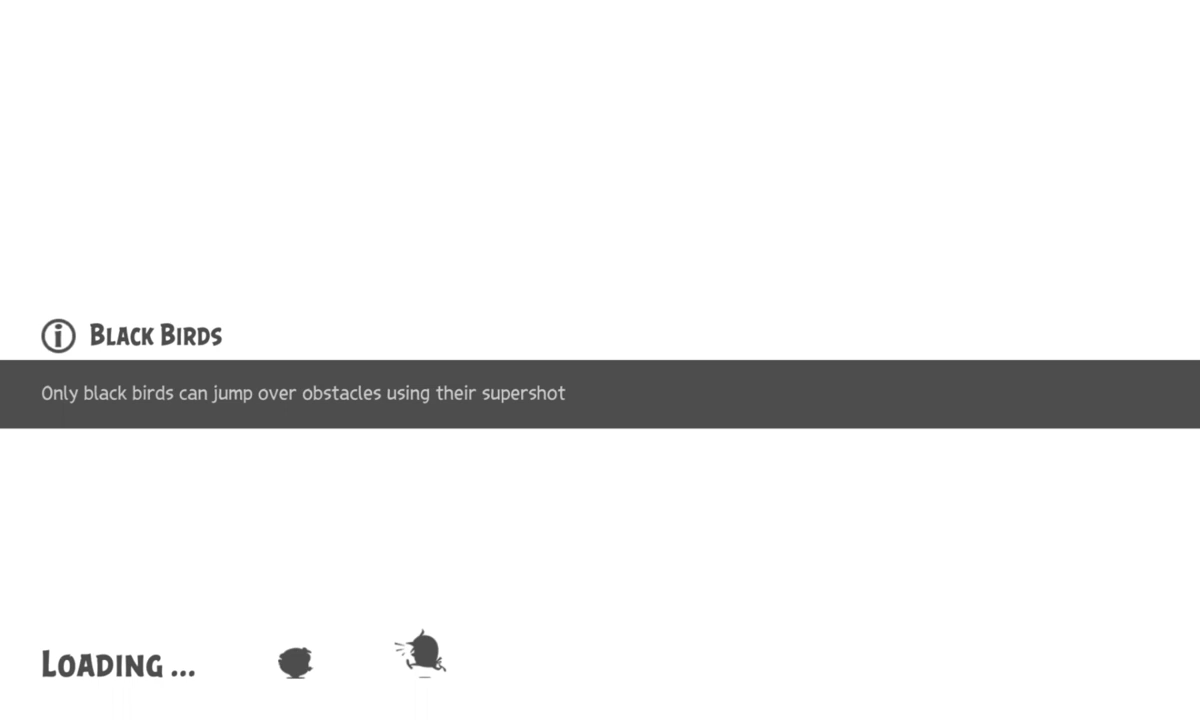 Black Birds
Only black birds can jump over obstacles using their supershot
Loading ...